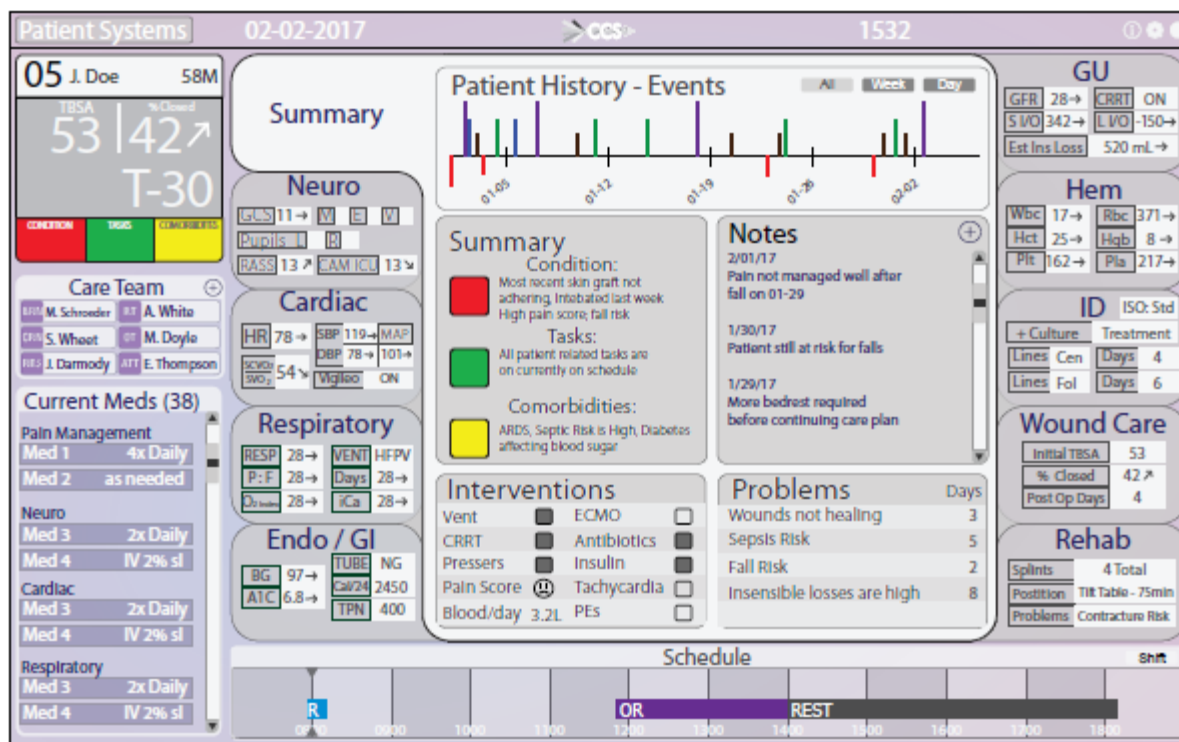 Patient Systems 02-02-2017 CCS 1532
05 J. Doe 58M
TBSA % Closed
53 42↗
T-30
CONDITION TASKS COMORBIDITIES
Care Team
M. Schroeder A. White
S. Wheet M. Doyle
J. Darmody ATT E. Thompson
Current Meds (38)
Pain Management
Med 1 4x Daily
Med 2 as needed
Neuro
Med 3 2x Daily
Med 4 IV 2% sl
Cardiac
Med 3 2x Daily
Med 4 IV 2% sl
Respiratory
Med 3 2x Daily
Med 4 IV 2% sl
Summary
Neuro
GCS 11→ M E V
Pupils L R
RASS 13↗ CAM ICU 13↘
Cardiac
HR 78→ SBP 119→ MAP
DBP 78→ 101→
SCVO2
SVO2 54↘ Vigileo ON
Respiratory
RESP 28→ VENT HFPV
P:F 28→ Days 28→
O2 Index 28→ iCa 28→
Endo / GI
BG 97→ TUBE NG
A1C 6.8→ Cal/24 2450
TPN 400
Patient History - Events All Week Day
01-05 01-12 01-19 01-26 02-02
Summary
Condition:
Most recent skin graft not
adhering, Intebated last week
High pain score; fall risk
Tasks:
All patient related tasks are
on currently on schedule
Comorbidities:
ARDS, Septic Risk is High, Diabetes
affecting blood sugar
Notes
2/01/17
Pain not managed well after
fall on 01-29
1/30/17
Patient still at risk for falls
1/29/17
More bedrest required
before continuing care plan
Interventions
Vent ECMO
CRRT Antibiotics
Pressers Insulin
Pain Score Tachycardia
Blood/day 3.2L PEs
Problems Days
Wounds not healing 3
Sepsis Risk 5
Fall Risk 2
Insensible losses are high 8
GU
GFR 28→ CRRT ON
S I/O 342→ L I/O -150→
Est Ins Loss 520 mL→
Hem
Wbc 17→ Rbc 371→
Hct 25→ Hgb 8→
Plt 162→ Pla 217→
ID ISO: Std
+ Culture Treatment
Lines Cen Days 4
Lines Fol Days 6
Wound Care
Initial TBSA 53
% Closed 42↗
Post Op Days 4
Rehab
Splints 4 Total
Postition Tilt Table - 75min
Problems Contracture Risk
Schedule Shift
R OR REST
0800 0900 1000 1100 1200 1300 1400 1500 1600 1700 1800